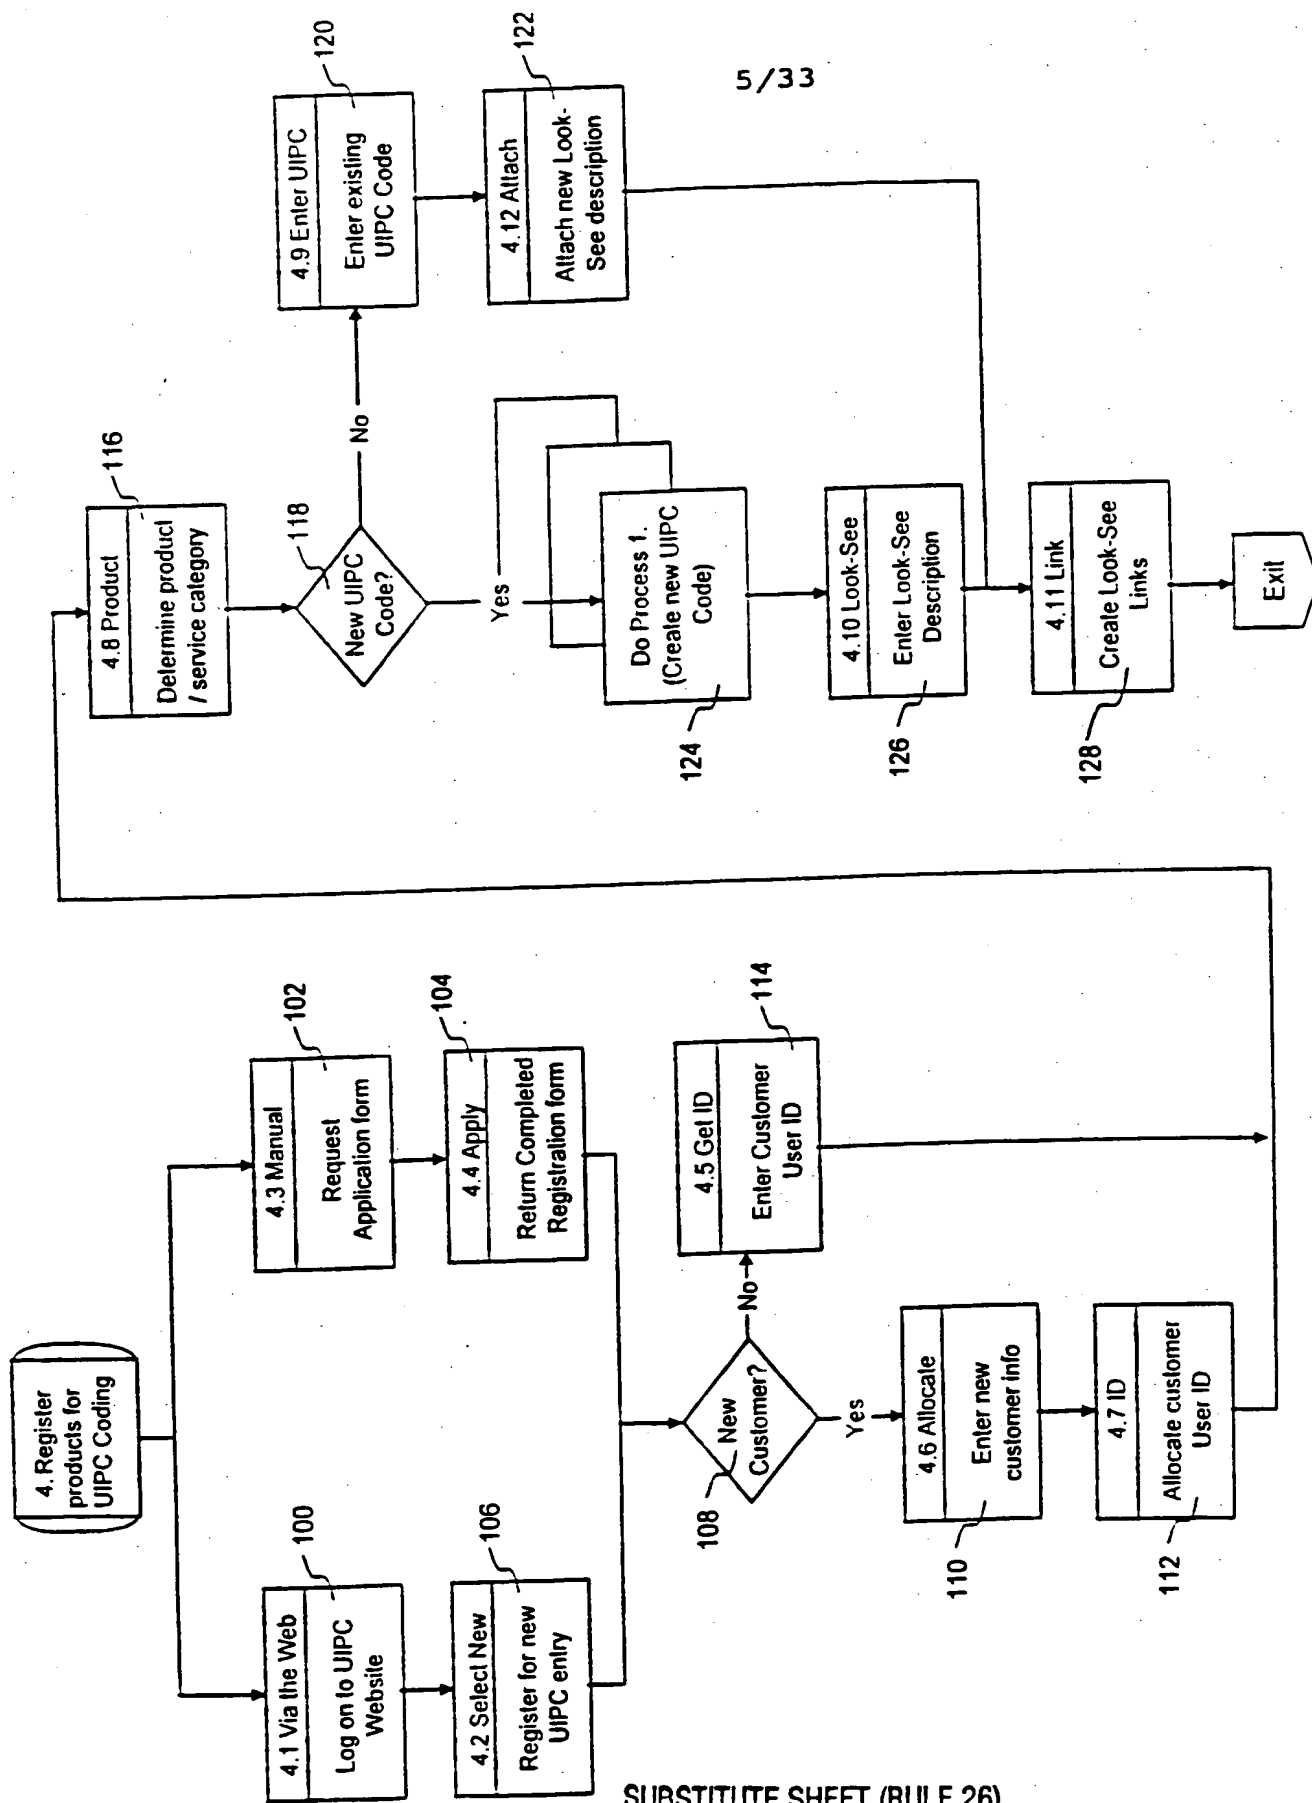 4. Register
products for
UIPC Coding
4.1 Via the Web
Log on to UIPC
Website
100
4.2 Select New
Register for new
UIPC entry
106
4.3 Manual
Request
Application form
102
4.4 Apply
Return Completed
Registration form
104
New
Customer?
108
No
4.5 Get ID
Enter Customer
User ID
114
Yes
4.6 Allocate
Enter new
customer info
110
4.7 ID
Allocate customer
User ID
112
4.8 Product
Determine product
/ service category
116
New UIPC
Code?
118
No
4.9 Enter UIPC
Enter existing
UIPC Code
120
4.12 Attach
Attach new Look-
See description
122
Yes
Do Process 1.
(Create new UIPC
Code)
124
4.10 Look-See
Enter Look-See
Description
126
4.11 Link
Create Look-See
Links
128
Exit
5/33
SUBSTITUTE SHEET (RULE 26)